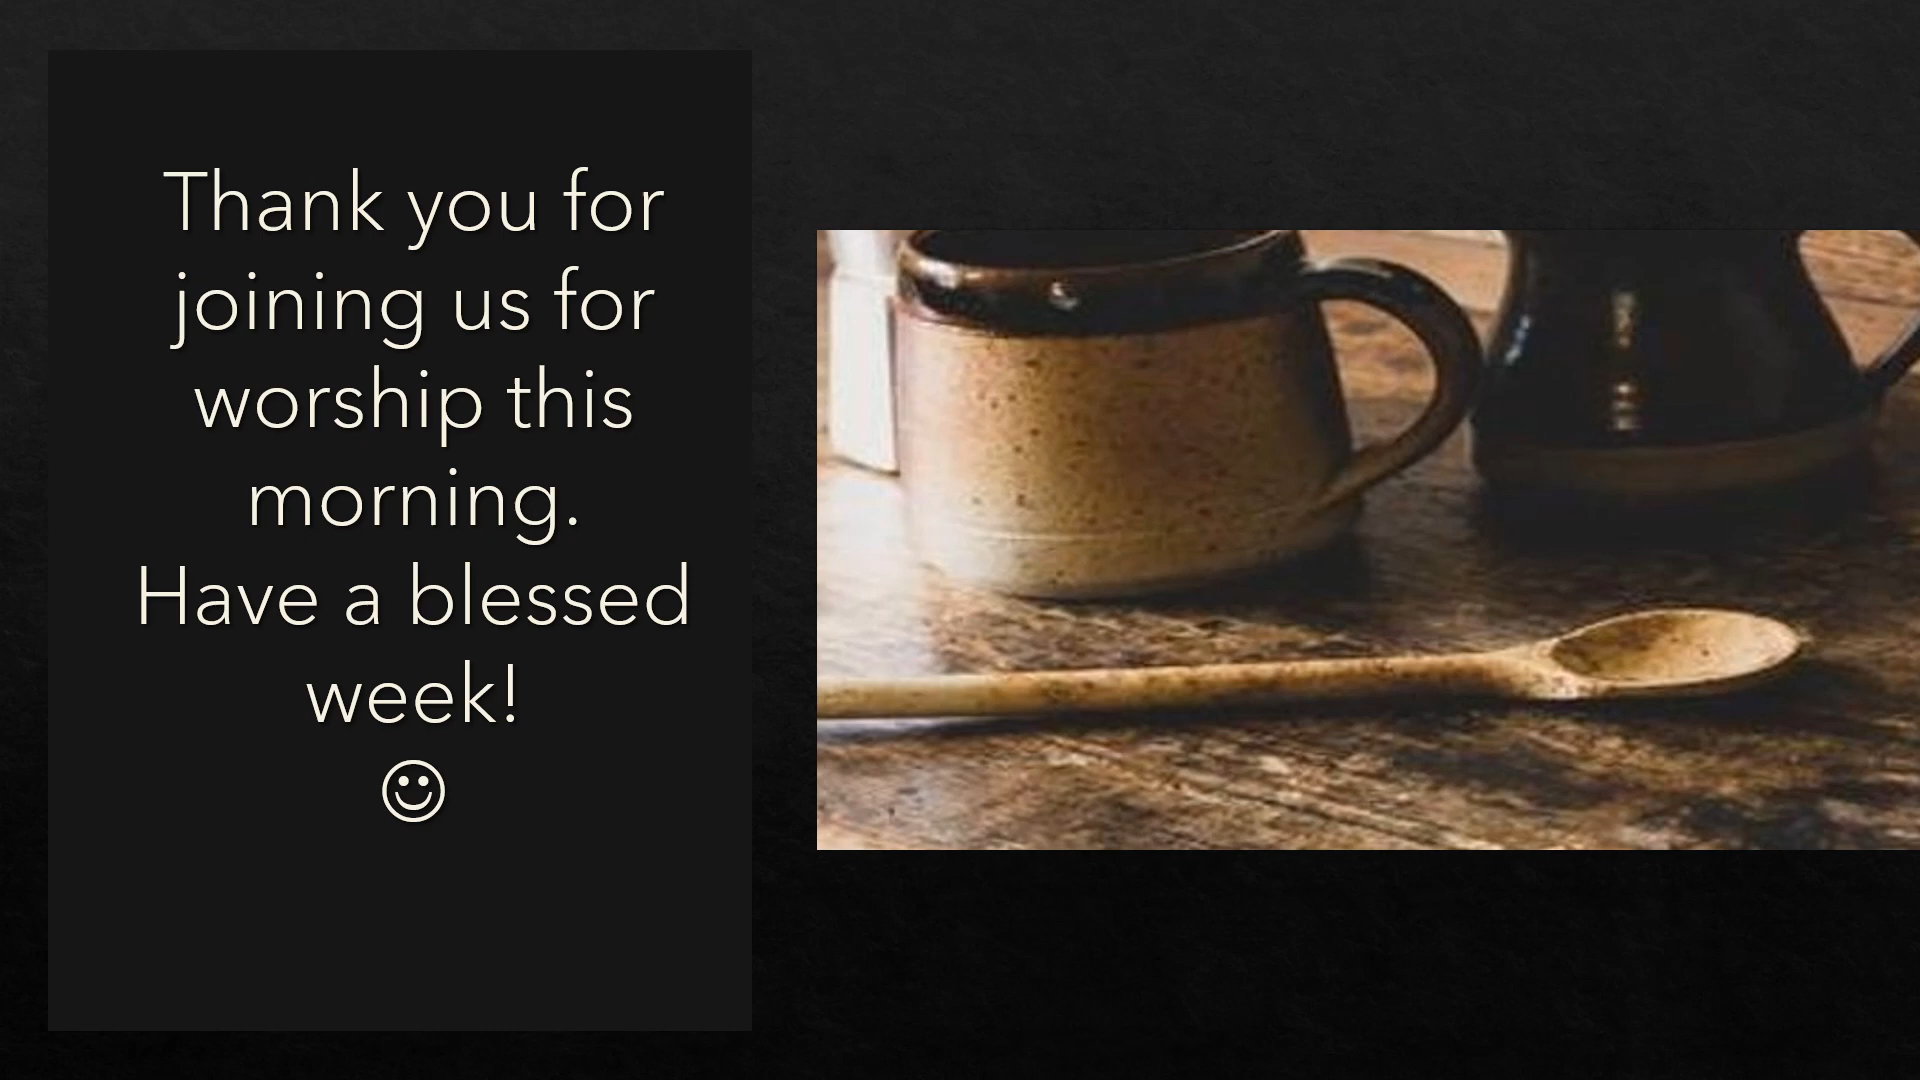 Thank you for
joining us for
worship this
morning.
Have a blessed
week!
☺